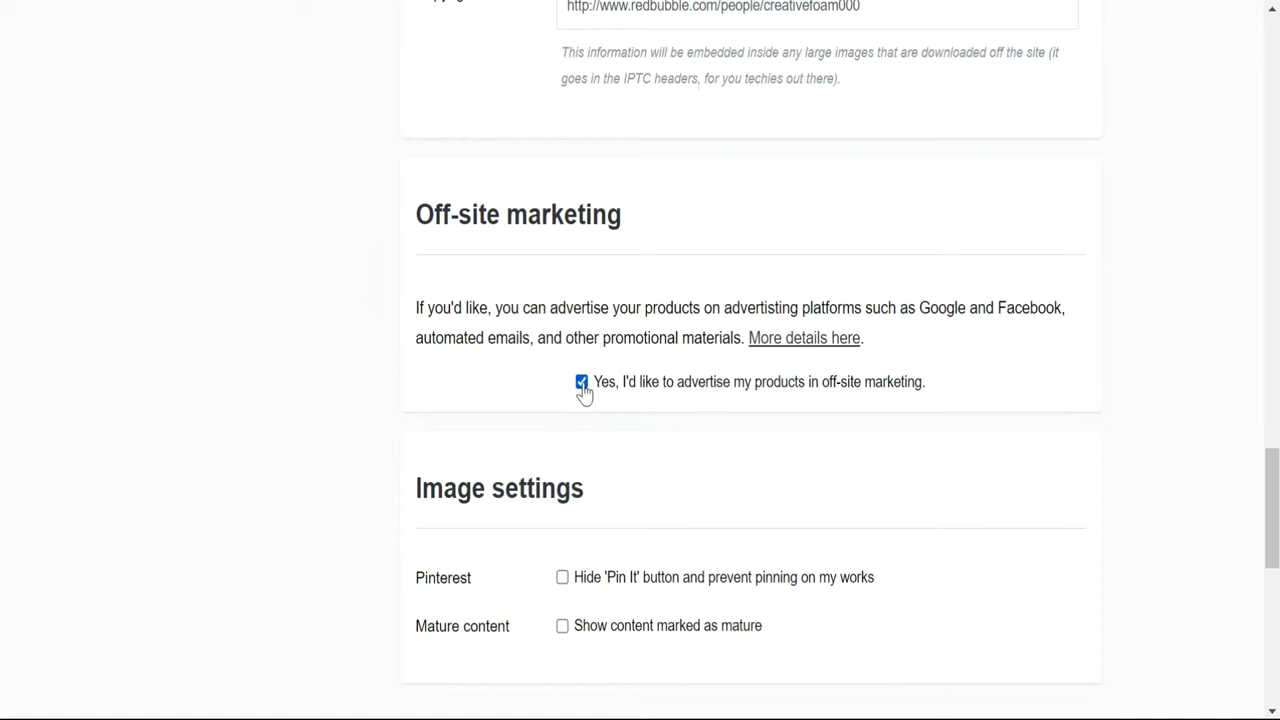 http://www.redbubble.com/people/creativefoam000
This information will be embedded inside any large images that are downloaded off the site (it
goes in the IPTC headers, for you techies out there).
Off-site marketing
If you'd like, you can advertise your products on advertisting platforms such as Google and Facebook,
automated emails, and other promotional materials. More details here.
Yes, I'd like to advertise my products in off-site marketing.
Image settings
Pinterest Hide 'Pin It' button and prevent pinning on my works
Mature content Show content marked as mature